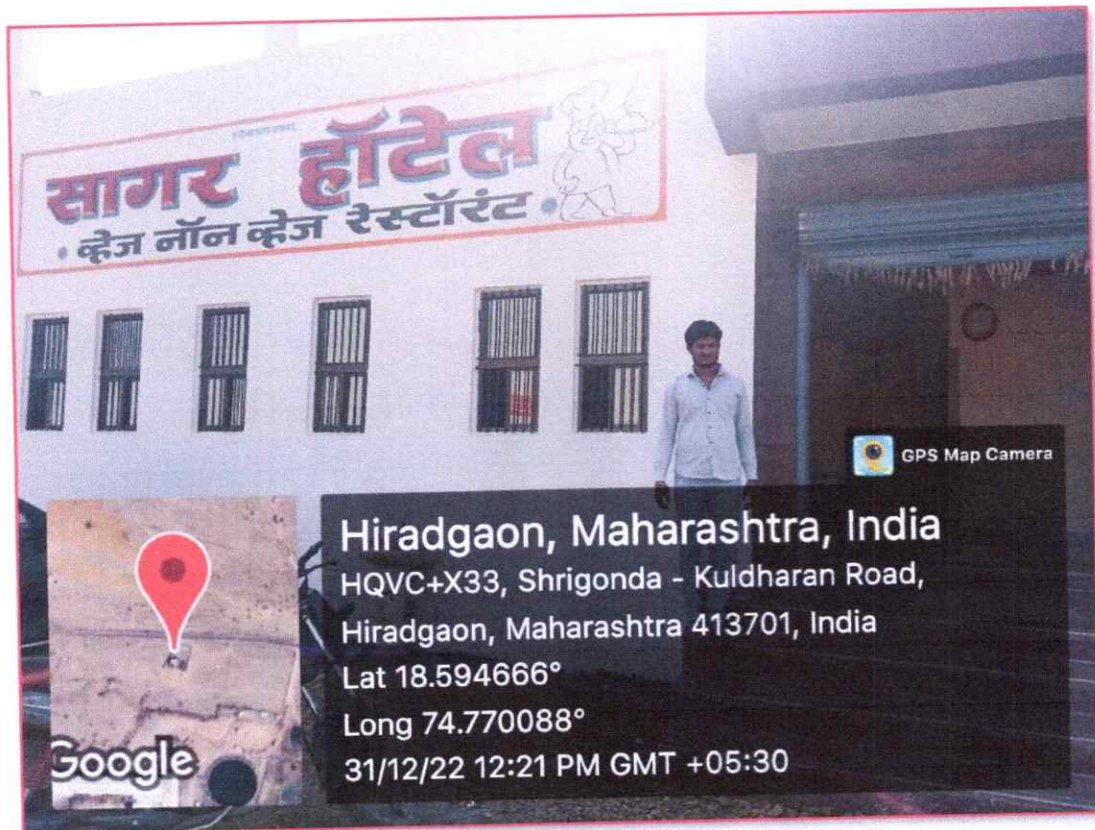 सागर हॉटेल
• व्हेज नॉन व्हेज रेस्टॉरंट •
GPS Map Camera
Hiradgaon, Maharashtra, India
HQVC+X33, Shrigonda - Kuldharan Road,
Hiradgaon, Maharashtra 413701, India
Lat 18.594666°
Long 74.770088°
31/12/22 12:21 PM GMT +05:30
Google